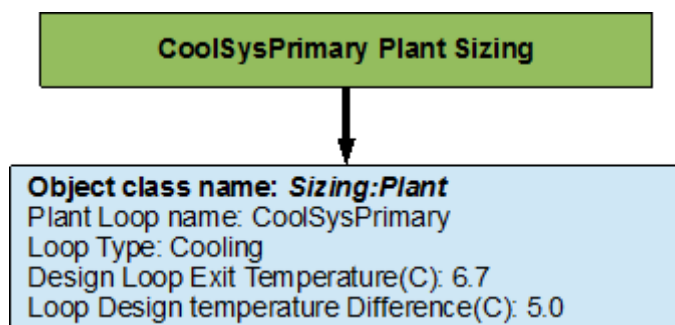 CoolSysPrimary Plant Sizing
Object class name: Sizing:Plant
Plant Loop name: CoolSysPrimary
Loop Type: Cooling
Design Loop Exit Temperature(C): 6.7
Loop Design temperature Difference(C): 5.0